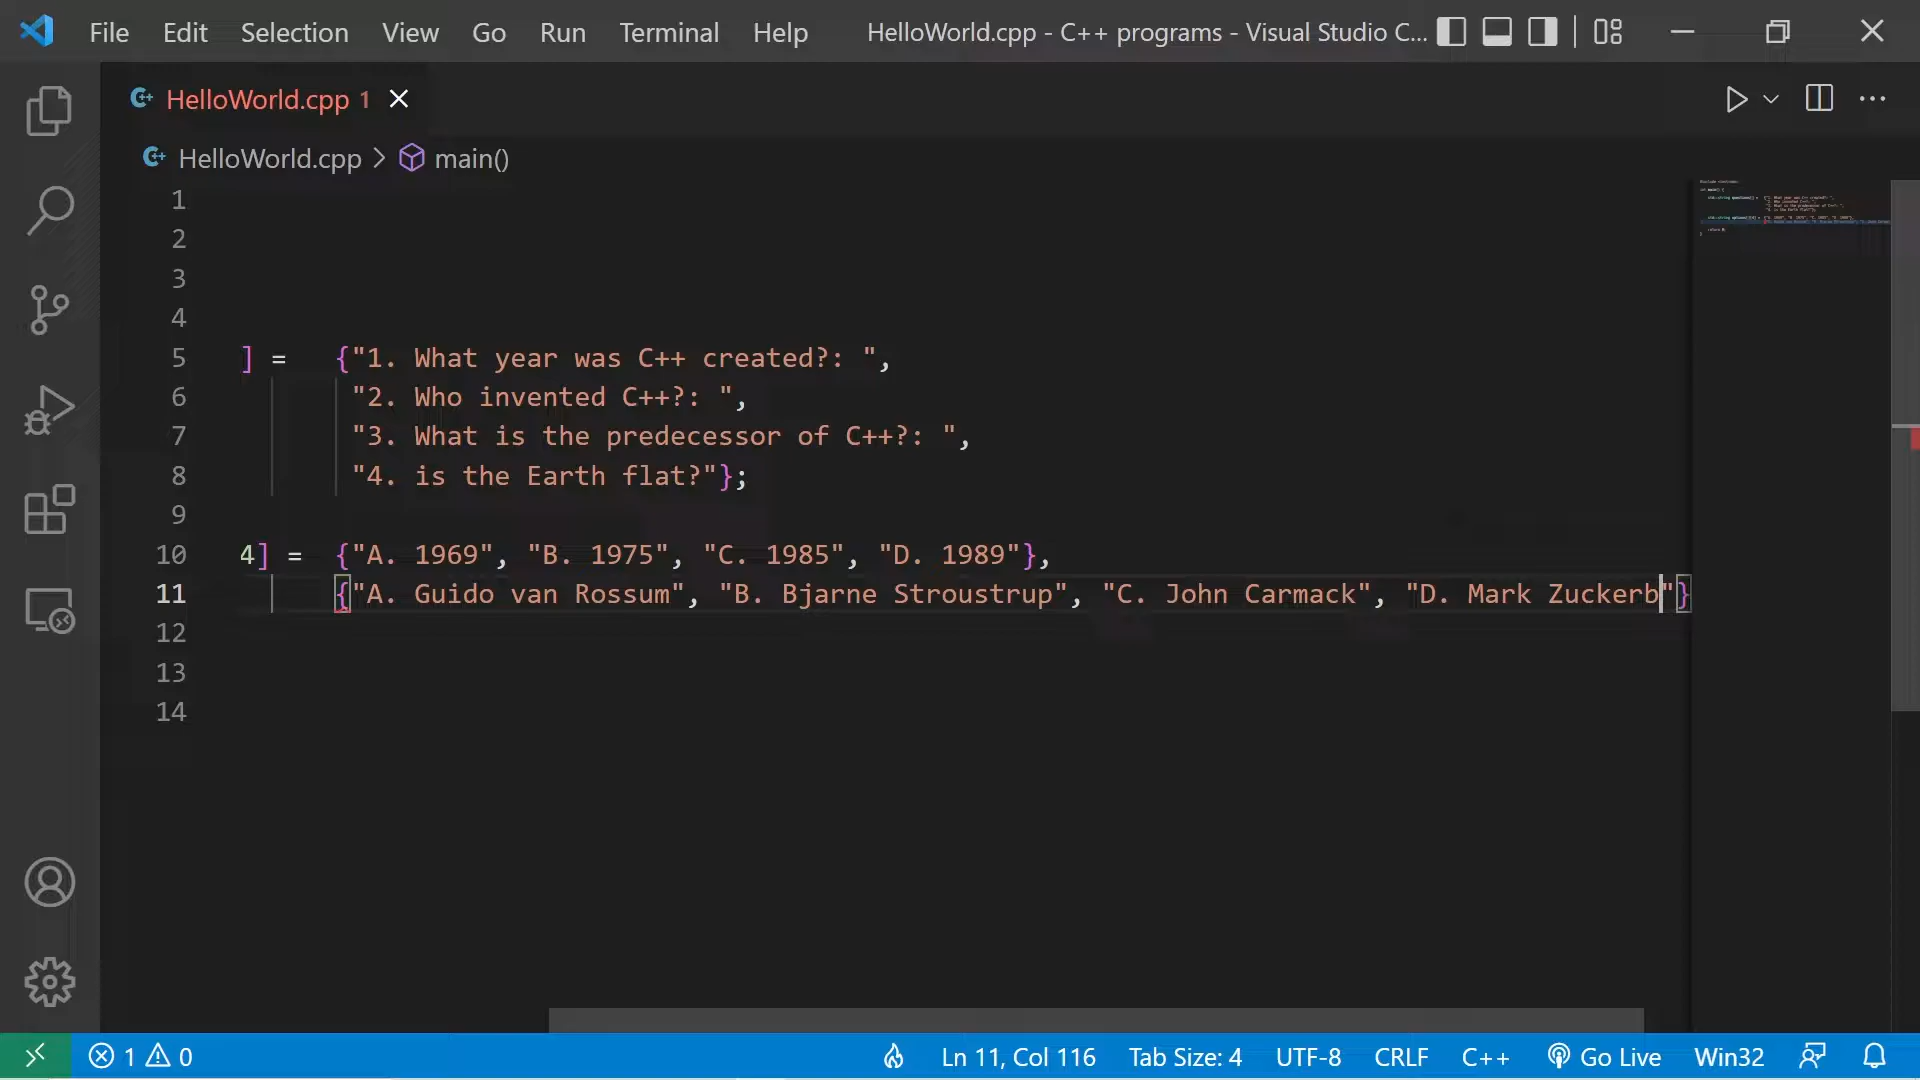 File Edit Selection View Go Run Terminal Help HelloWorld.cpp - C++ programs - Visual Studio C...
HelloWorld.cpp 1
HelloWorld.cpp > main()
1
2
3
4
5 ] = {"1. What year was C++ created?: ",
6 "2. Who invented C++?: ",
7 "3. What is the predecessor of C++?: ",
8 "4. is the Earth flat?"};
9
10 4] = {"A. 1969", "B. 1975", "C. 1985", "D. 1989"},
11 {"A. Guido van Rossum", "B. Bjarne Stroustrup", "C. John Carmack", "D. Mark Zuckerb"}
12
13
14
1 0 Ln 11, Col 116 Tab Size: 4 UTF-8 CRLF C++ Go Live Win32